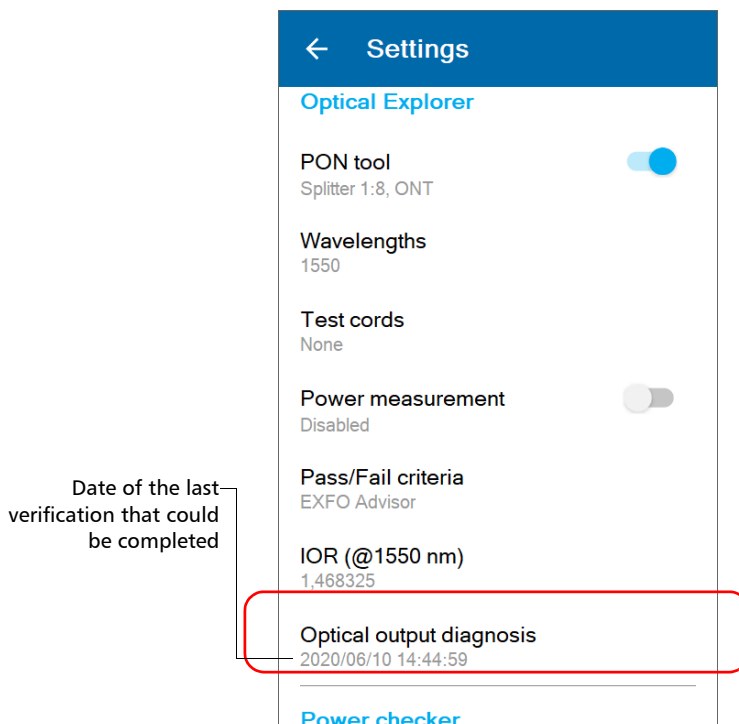 Settings
Optical Explorer
PON tool
Splitter 1:8, ONT
Wavelengths
1550
Test cords
None
Power measurement
Disabled
Pass/Fail criteria
EXFO Advisor
IOR (@1550 nm)
1,468325
Date of the last
verification that could
be completed
Optical output diagnosis
2020/06/10 14:44:59
Power checker